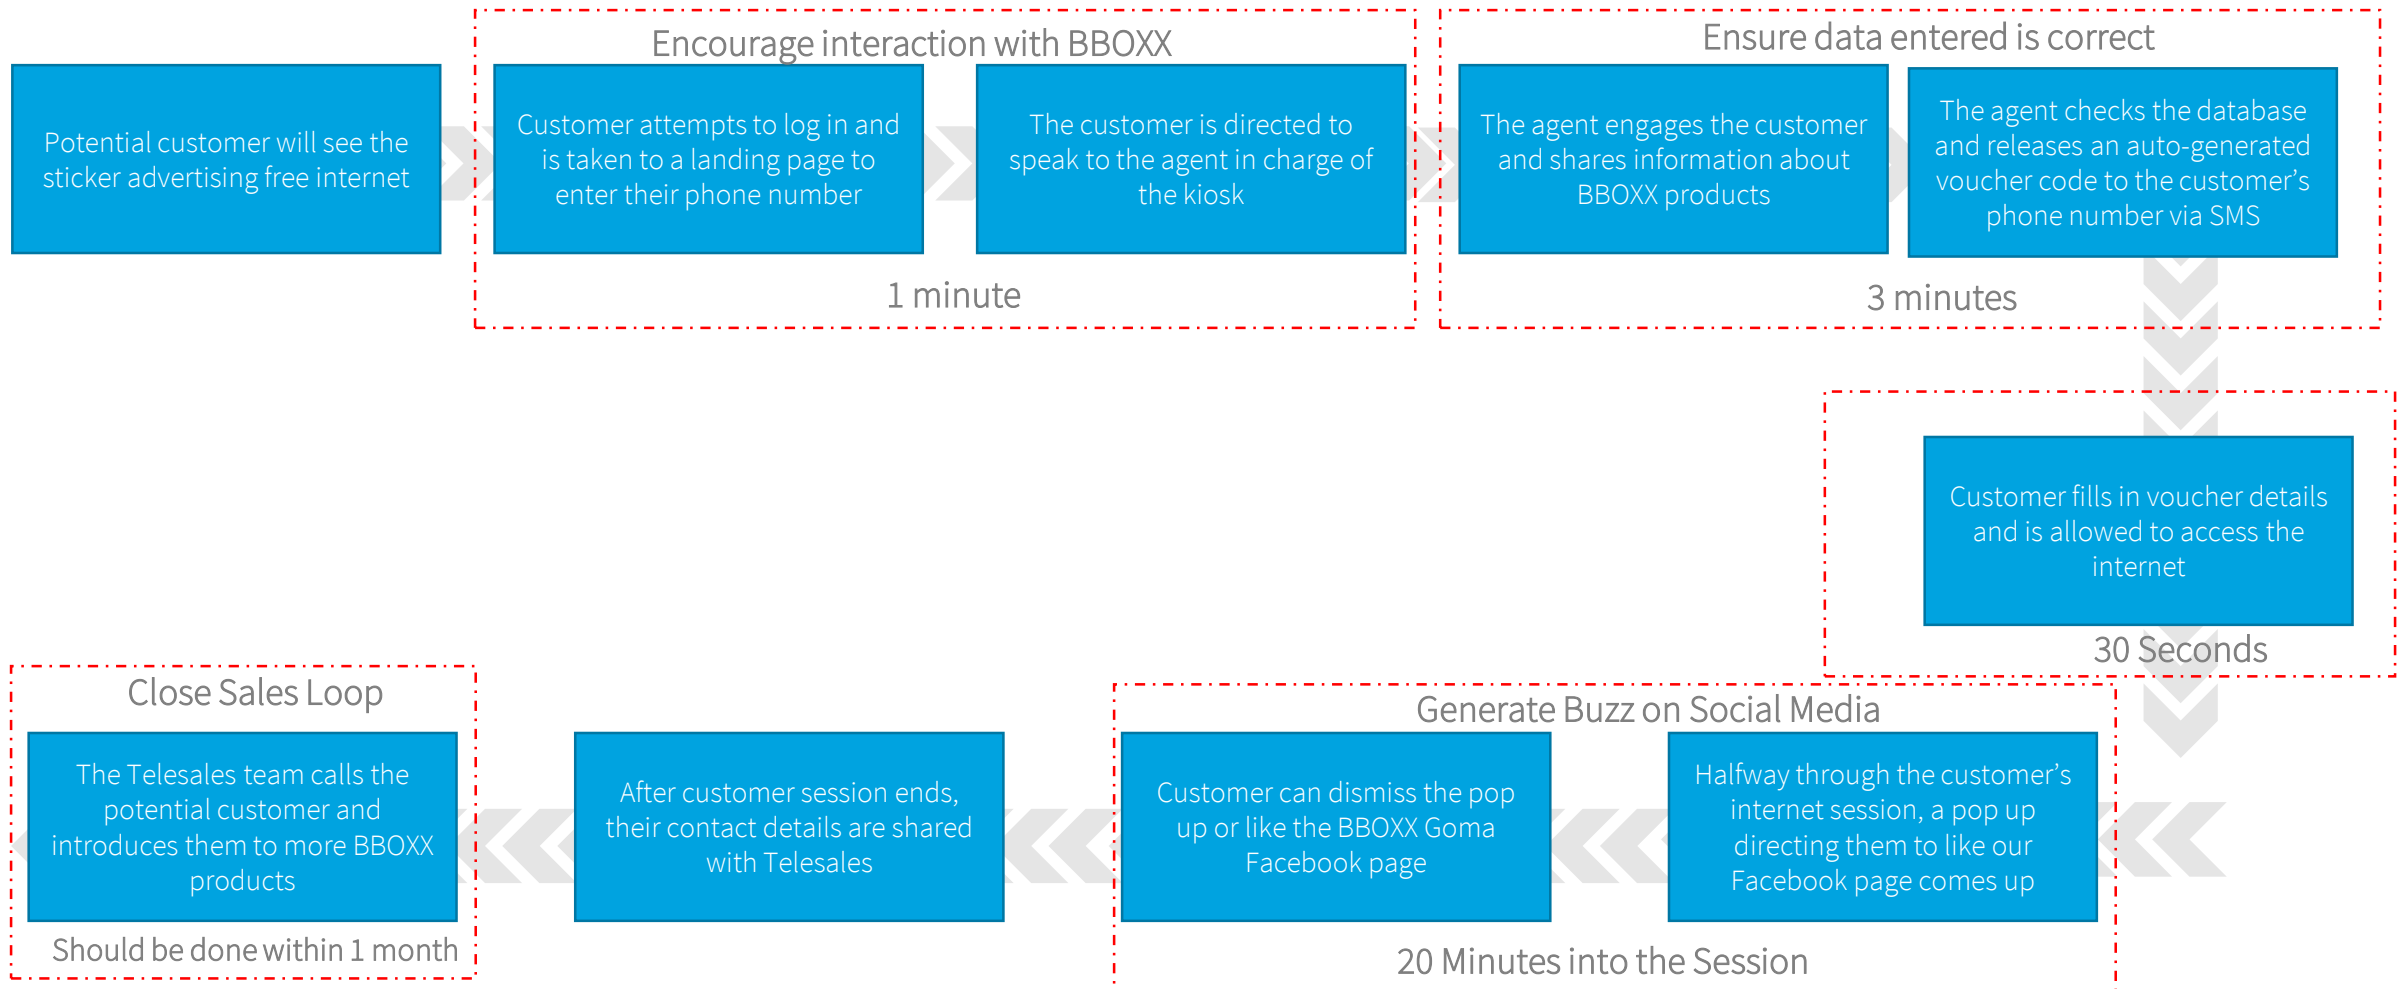 Encourage interaction with BBOXX
Ensure data entered is correct
Potential customer will see the
sticker advertising free internet
Customer attempts to log in and
is taken to a landing page to
enter their phone number
The customer is directed to
speak to the agent in charge of
the kiosk
The agent engages the customer
and shares information about
BBOXX products
The agent checks the database
and releases an auto-generated
voucher code to the customer’s
phone number via SMS
1 minute
3 minutes
Customer fills in voucher details
and is allowed to access the
internet
30 Seconds
Generate Buzz on Social Media
Halfway through the customer’s
internet session, a pop up
directing them to like our
Facebook page comes up
Customer can dismiss the pop
up or like the BBOXX Goma
Facebook page
20 Minutes into the Session
After customer session ends,
their contact details are shared
with Telesales
Close Sales Loop
The Telesales team calls the
potential customer and
introduces them to more BBOXX
products
Should be done within 1 month